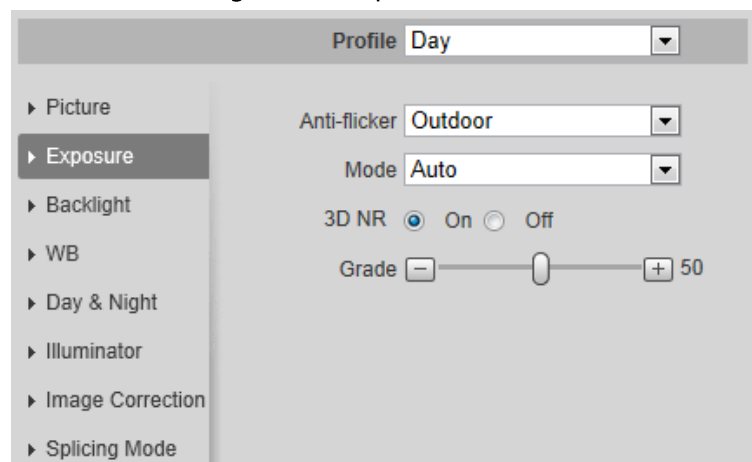 Profile Day
Picture
Anti-flicker Outdoor
Exposure
Mode Auto
Backlight
3D NR On Off
WB
Grade - + 50
Day & Night
Illuminator
Image Correction
Splicing Mode